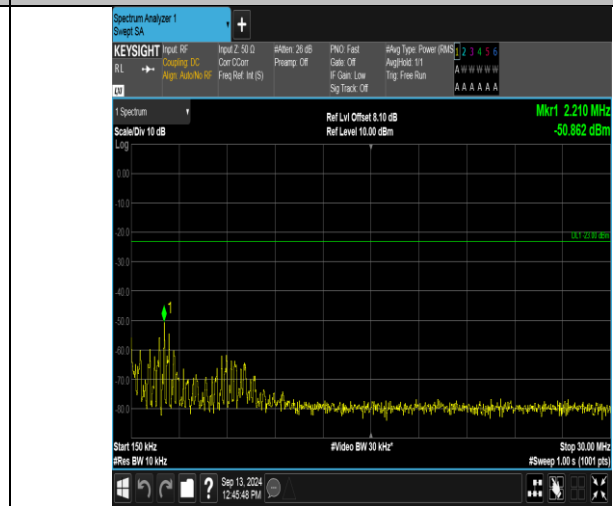 Spectrum Analyzer 1
Swept SA
+
KEYSIGHT Input: RF Input Z: 50 Ω #Atten: 26 dB PNO: Fast #Avg Type: Power (RMS 1 2 3 4 5 6
RL Coupling: DC Corr CCorr Preamp: Off Gate: Off Avg|Hold: 1/1 A W W W W W
Align: Auto/No RF Freq Ref: Int (S) IF Gain: Low Trig: Free Run
Sig Track: Off A A A A A A
1 Spectrum Ref Lvl Offset 8.10 dB Mkr1 2.210 MHz
Scale/Div 10 dB Ref Level 10.00 dBm -50.862 dBm
Log
0.00
-10.0
-20.0
DL1 -23.00 dBm
-30.0
-40.0
1
-50.0
-60.0
-70.0
-80.0
Start 150 kHz #Video BW 30 kHz* Stop 30.00 MHz
#Res BW 10 kHz #Sweep 1.00 s (1001 pts)
? Sep 13, 2024
12:45:48 PM